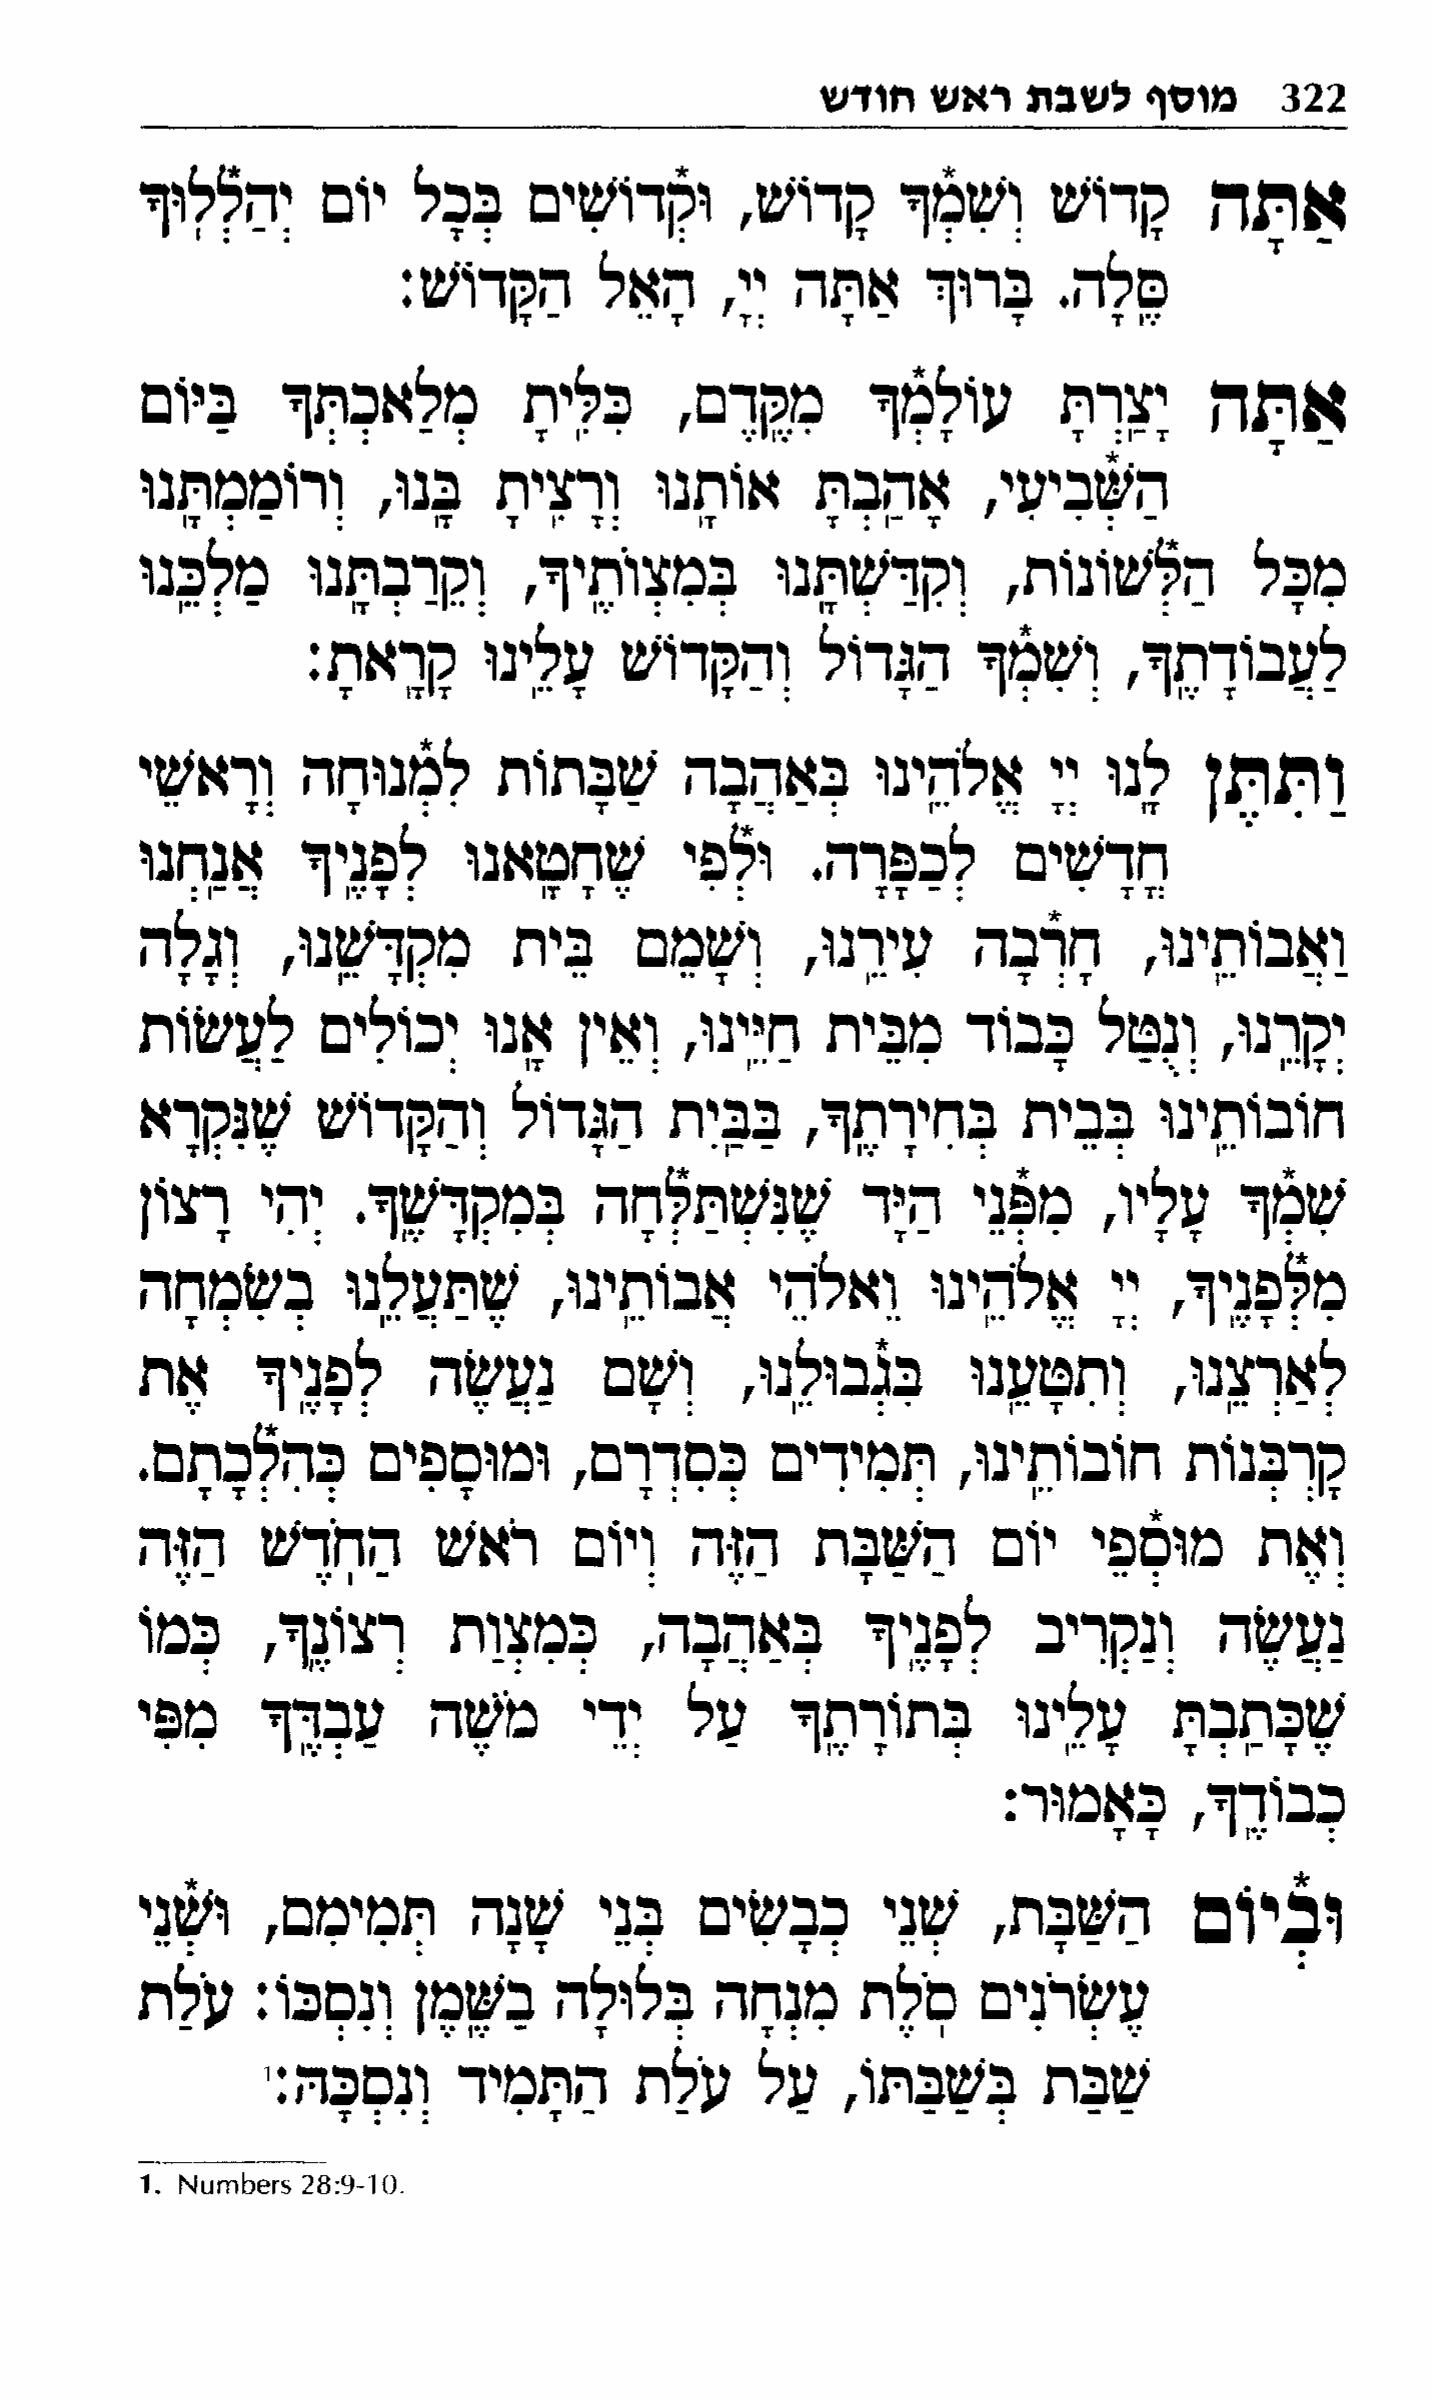 322 מוסף לשבת ראש חודש
אַתָּה קָדוֹשׁ וְשִׁמְ֯ךָ קָדוֹשׁ, וּקְ֯דוֹשִׁים בְּכָל יוֹם יְהַלְ֯לֽוּךָ
סֶּֽלָה. בָּרוּךְ אַתָּה יְיָ, הָאֵל הַקָּדוֹשׁ:
אַתָּה יָצַֽרְתָּ עוֹלָמְ֯ךָ מִקֶּֽדֶם, כִּלִּֽיתָ מְלַאכְתְּךָ בַּיּוֹם
הַשְּׁ֯בִיעִי, אָהַֽבְתָּ אוֹתָֽנוּ וְרָצִֽיתָ בָּֽנוּ, וְרוֹמַמְתָּֽנוּ
מִכָּל הַלְּ֯שׁוֹנוֹת, וְקִדַּשְׁתָּֽנוּ בְּמִצְוֹתֶֽיךָ, וְקֵרַבְתָּֽנוּ מַלְכֵּֽנוּ
לַעֲבוֹדָתֶֽךָ, וְשִׁמְ֯ךָ הַגָּדוֹל וְהַקָּדוֹשׁ עָלֵֽינוּ קָרָֽאתָ:
וַתִּתֶּן לָֽנוּ יְיָ אֱלֹהֵֽינוּ בְּאַהֲבָה שַׁבָּתוֹת לִמְ֯נוּחָה וְרָאשֵׁי
חֳדָשִׁים לְכַפָּרָה. וּלְ֯פִי שֶׁחָטָֽאנוּ לְפָנֶֽיךָ אֲנַֽחְנוּ
וַאֲבוֹתֵֽינוּ, חָרְ֯בָה עִירֵֽנוּ, וְשָׁמֵם בֵּית מִקְדָּשֵֽׁנוּ, וְגָלָה
יְקָרֵֽנוּ, וְנֻטַּל כָּבוֹד מִבֵּית חַיֵּֽינוּ, וְאֵין אָֽנוּ יְכוֹלִים לַעֲשׂוֹת
חוֹבוֹתֵֽינוּ בְּבֵית בְּחִירָתֶֽךָ, בַּבַּֽיִת הַגָּדוֹל וְהַקָּדוֹשׁ שֶׁנִּקְרָא
שִׁמְ֯ךָ עָלָיו, מִפְּ֯נֵי הַיָּד שֶׁנִּשְׁתַּלְּ֯חָה בְּמִקְדָּשֶֽׁךָ. יְהִי רָצוֹן
מִלְּ֯פָנֶֽיךָ, יְיָ אֱלֹהֵֽינוּ וֵאלֹהֵי אֲבוֹתֵֽינוּ, שֶׁתַּעֲלֵֽנוּ בְשִׂמְחָה
לְאַרְצֵֽנוּ, וְתִטָּעֵֽנוּ בִּגְ֯בוּלֵֽנוּ, וְשָׁם נַעֲשֶׂה לְפָנֶֽיךָ אֶת
קָרְבְּנוֹת חוֹבוֹתֵֽינוּ, תְּמִידִים כְּסִדְרָם, וּמוּסָפִים כְּהִלְ֯כָתָם.
וְאֶת מוּסְ֯פֵי יוֹם הַשַּׁבָּת הַזֶּה וְיוֹם רֹאשׁ הַחֹֽדֶשׁ הַזֶּה
נַעֲשֶׂה וְנַקְרִיב לְפָנֶֽיךָ בְּאַהֲבָה, כְּמִצְוַת רְצוֹנֶֽךָ, כְּמוֹ
שֶׁכָּתַֽבְתָּ עָלֵֽינוּ בְּתוֹרָתֶֽךָ עַל יְדֵי מֹשֶׁה עַבְדֶּֽךָ מִפִּי
כְבוֹדֶֽךָ, כָּאָמוּר:
וּבְ֯יוֹם הַשַּׁבָּת, שְׁנֵי כְבָשִׂים בְּנֵי שָׁנָה תְּמִימִם, וּשְׁ֯נֵי
עֶשְׂרֹנִים סֹֽלֶת מִנְחָה בְּלוּלָה בַשֶּֽׁמֶן וְנִסְכּוֹ: עֹלַת
שַׁבַּת בְּשַׁבַּתּוֹ, עַל עֹלַת הַתָּמִיד וְנִסְכָּהּ:¹
1. Numbers 28:9-10.